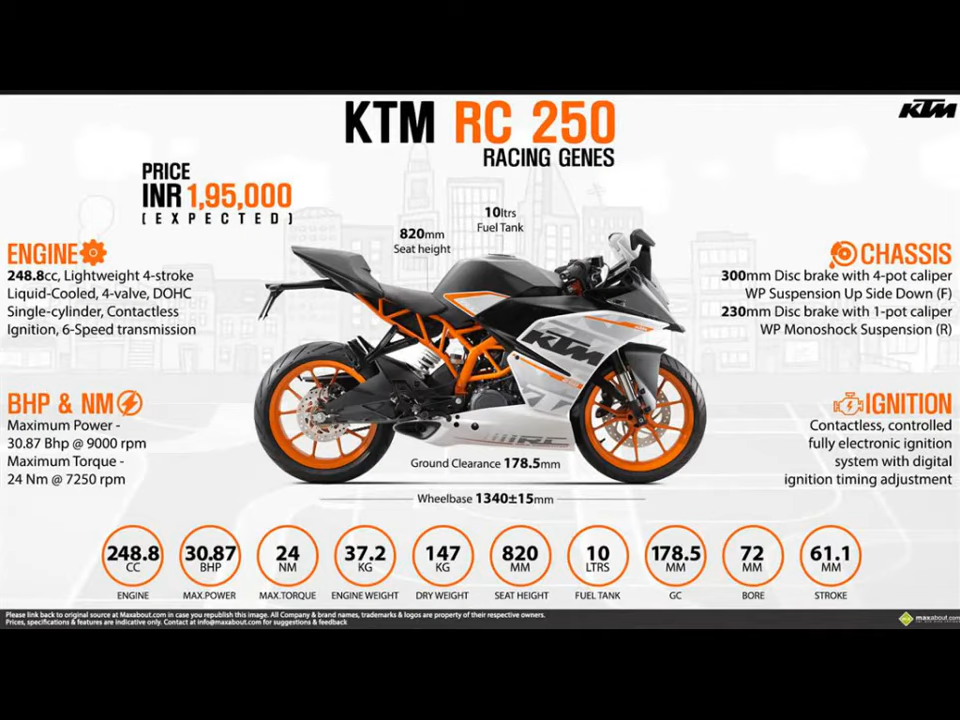 KTM RC 250
RACING GENES
KTM
PRICE
INR 1,95,000
[EXPECTED]
10ltrs
Fuel Tank
820mm
Seat height
ENGINE
248.8cc, Lightweight 4-stroke
Liquid-Cooled, 4-valve, DOHC
Single-cylinder, Contactless
Ignition, 6-Speed transmission
CHASSIS
300mm Disc brake with 4-pot caliper
WP Suspension Up Side Down (F)
230mm Disc brake with 1-pot caliper
WP Monoshock Suspension (R)
KTM
RC
BHP & NM
Maximum Power -
30.87 Bhp @ 9000 rpm
Maximum Torque -
24 Nm @ 7250 rpm
IGNITION
Contactless, controlled
fully electronic ignition
system with digital
ignition timing adjustment
Ground Clearance 178.5mm
Wheelbase 1340±15mm
248.8 CC ENGINE
30.87 BHP MAX.POWER
24 NM MAX.TORQUE
37.2 KG ENGINE WEIGHT
147 KG DRY WEIGHT
820 MM SEAT HEIGHT
10 LTRS FUEL TANK
178.5 MM GC
72 MM BORE
61.1 MM STROKE
Please link back to original source at Maxabout.com in case you republish this image. All Company & brand names, trademarks & logos are property of their respective owners.
Prices, specifications & features are indicative only. Contact at info@maxabout.com for suggestions & feedback
maxabout.com